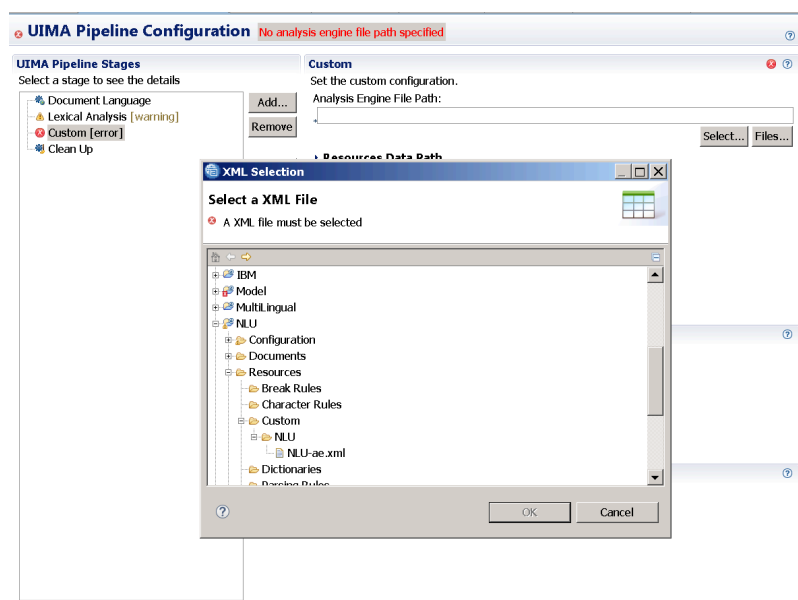 UIMA Pipeline Configuration No analysis engine file path specified
UIMA Pipeline Stages
Select a stage to see the details
Document Language
Lexical Analysis [warning]
Custom [error]
Clean Up
Add...
Remove
Custom
Set the custom configuration.
Analysis Engine File Path:
*
Select... Files...
Resources Data Path
XML Selection
Select a XML File
A XML file must be selected
IBM
Model
MultiLingual
NLU
Configuration
Documents
Resources
Break Rules
Character Rules
Custom
NLU
NLU-ae.xml
Dictionaries
Parsing Rules
OK Cancel